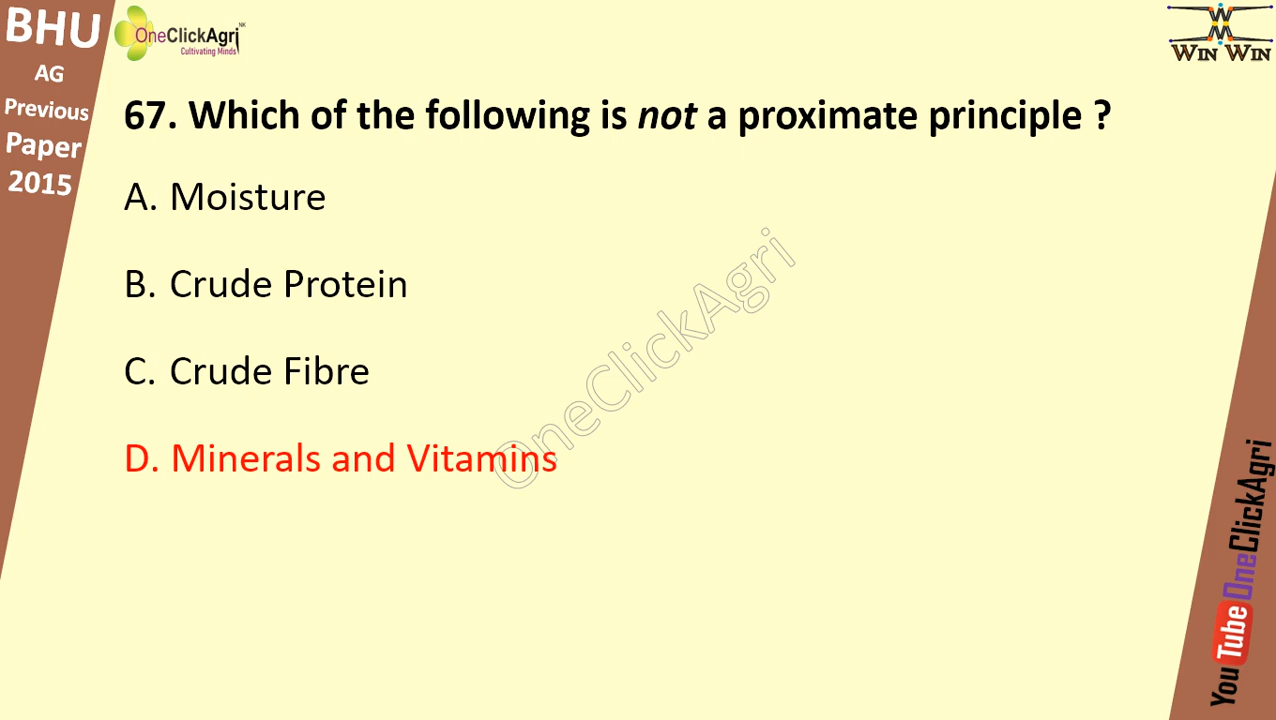 BHU
AG
Previous
Paper
2015
OneClickAgri NK
Cultivating Minds
WIN WIN
67. Which of the following is not a proximate principle ?
A. Moisture
B. Crude Protein
C. Crude Fibre
D. Minerals and Vitamins
OneClickAgri
YouTube OneClickAgri